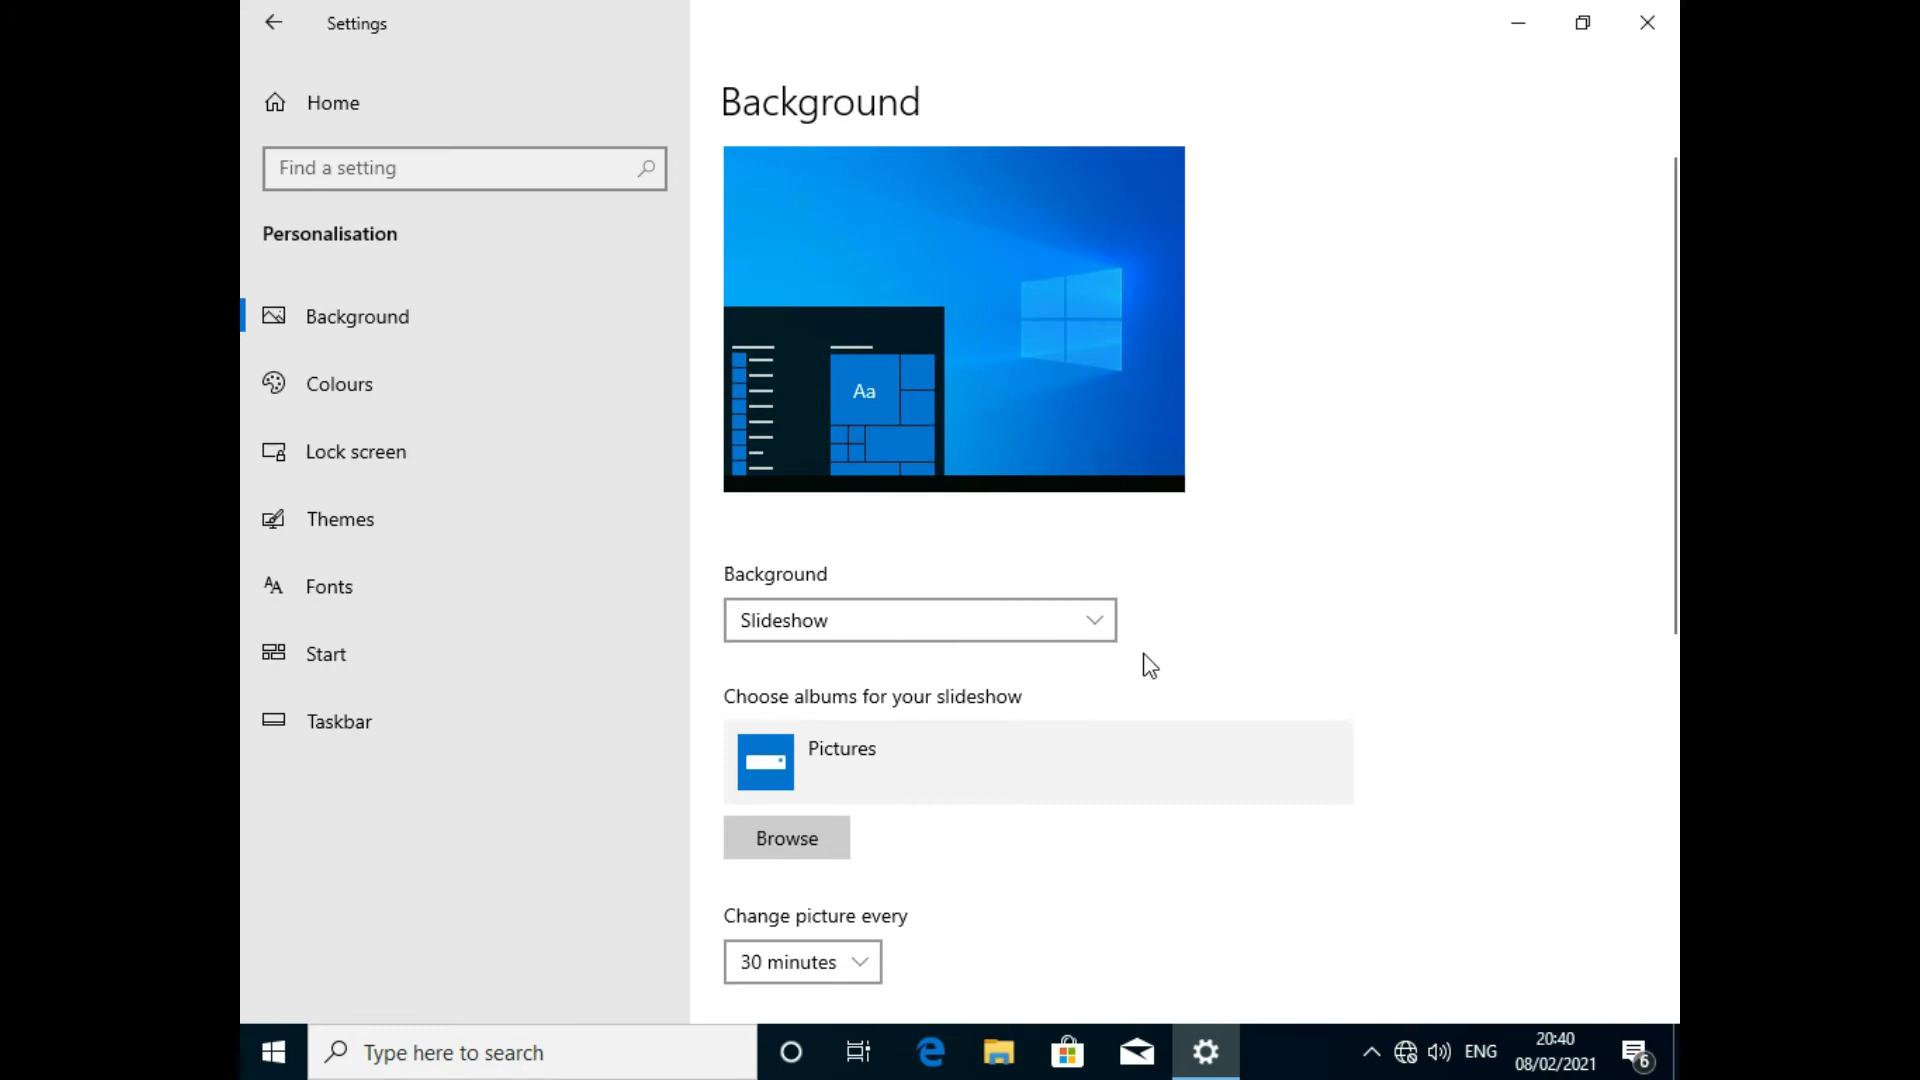 Settings
Home
Find a setting
Personalisation
Background
Colours
Lock screen
Themes
Fonts
Start
Taskbar
Background
Aa
Background
Slideshow
Choose albums for your slideshow
Pictures
Browse
Change picture every
30 minutes
Type here to search
ENG
20:40
08/02/2021
6